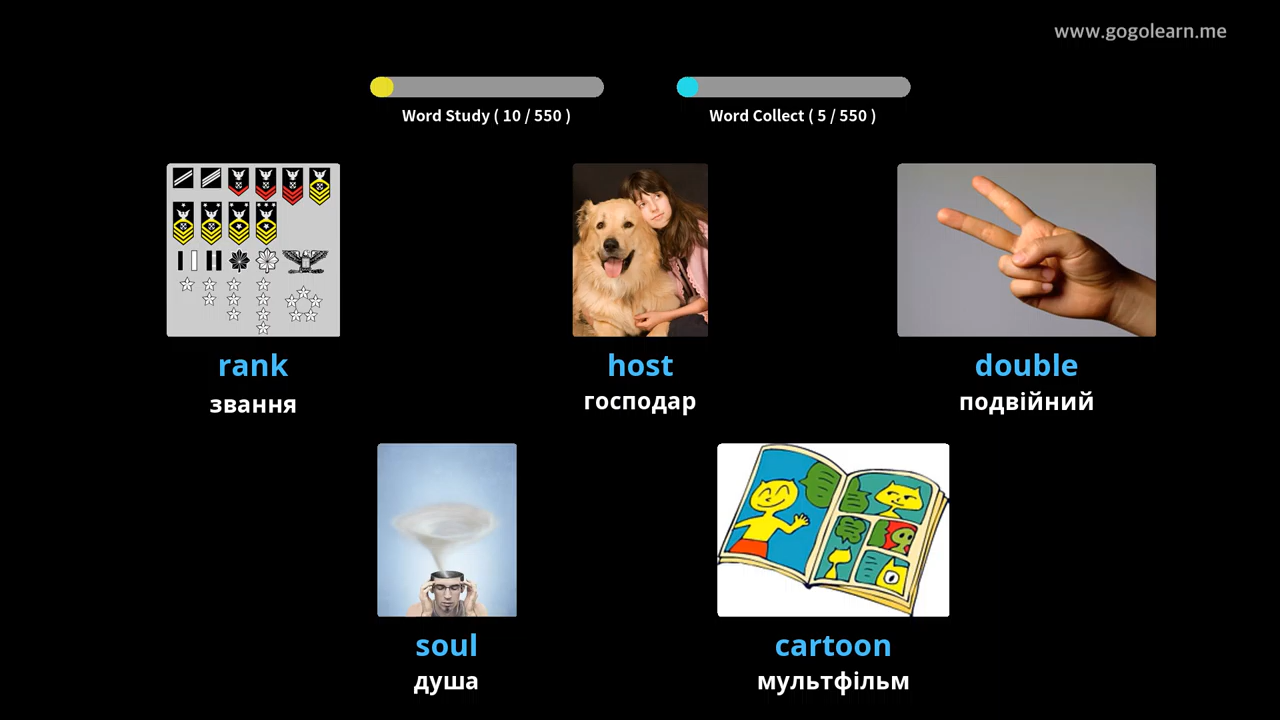 www.gogolearn.me
Word Study ( 10 / 550 )
Word Collect ( 5 / 550 )
rank
звання
host
господар
double
подвійний
soul
душа
cartoon
мультфільм